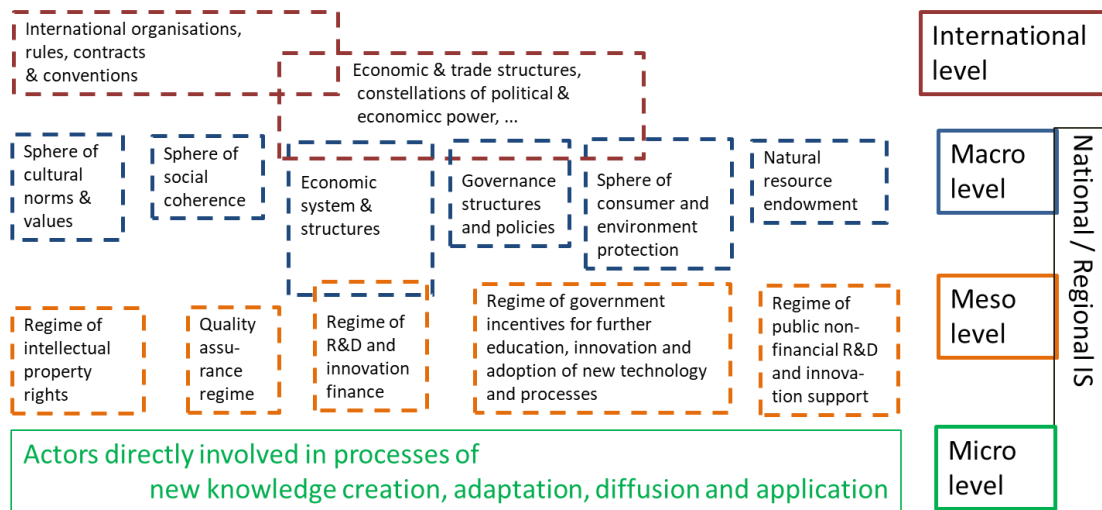 International organisations,
rules, contracts
& conventions
Economic & trade structures,
constellations of political &
economicc power, ...
International
level
Sphere of
cultural
norms &
values
Sphere of
social
coherence
Economic
system &
structures
Governance
structures
and policies
Sphere of
consumer and
environment
protection
Natural
resource
endowment
Macro
level
National / Regional IS
Regime of
intellectual
property
rights
Quality
assu-
rance
regime
Regime of
R&D and
innovation
finance
Regime of government
incentives for further
education, innovation and
adoption of new technology
and processes
Regime of
public non-
financial R&D
and innova-
tion support
Meso
level
Actors directly involved in processes of
new knowledge creation, adaptation, diffusion and application
Micro
level